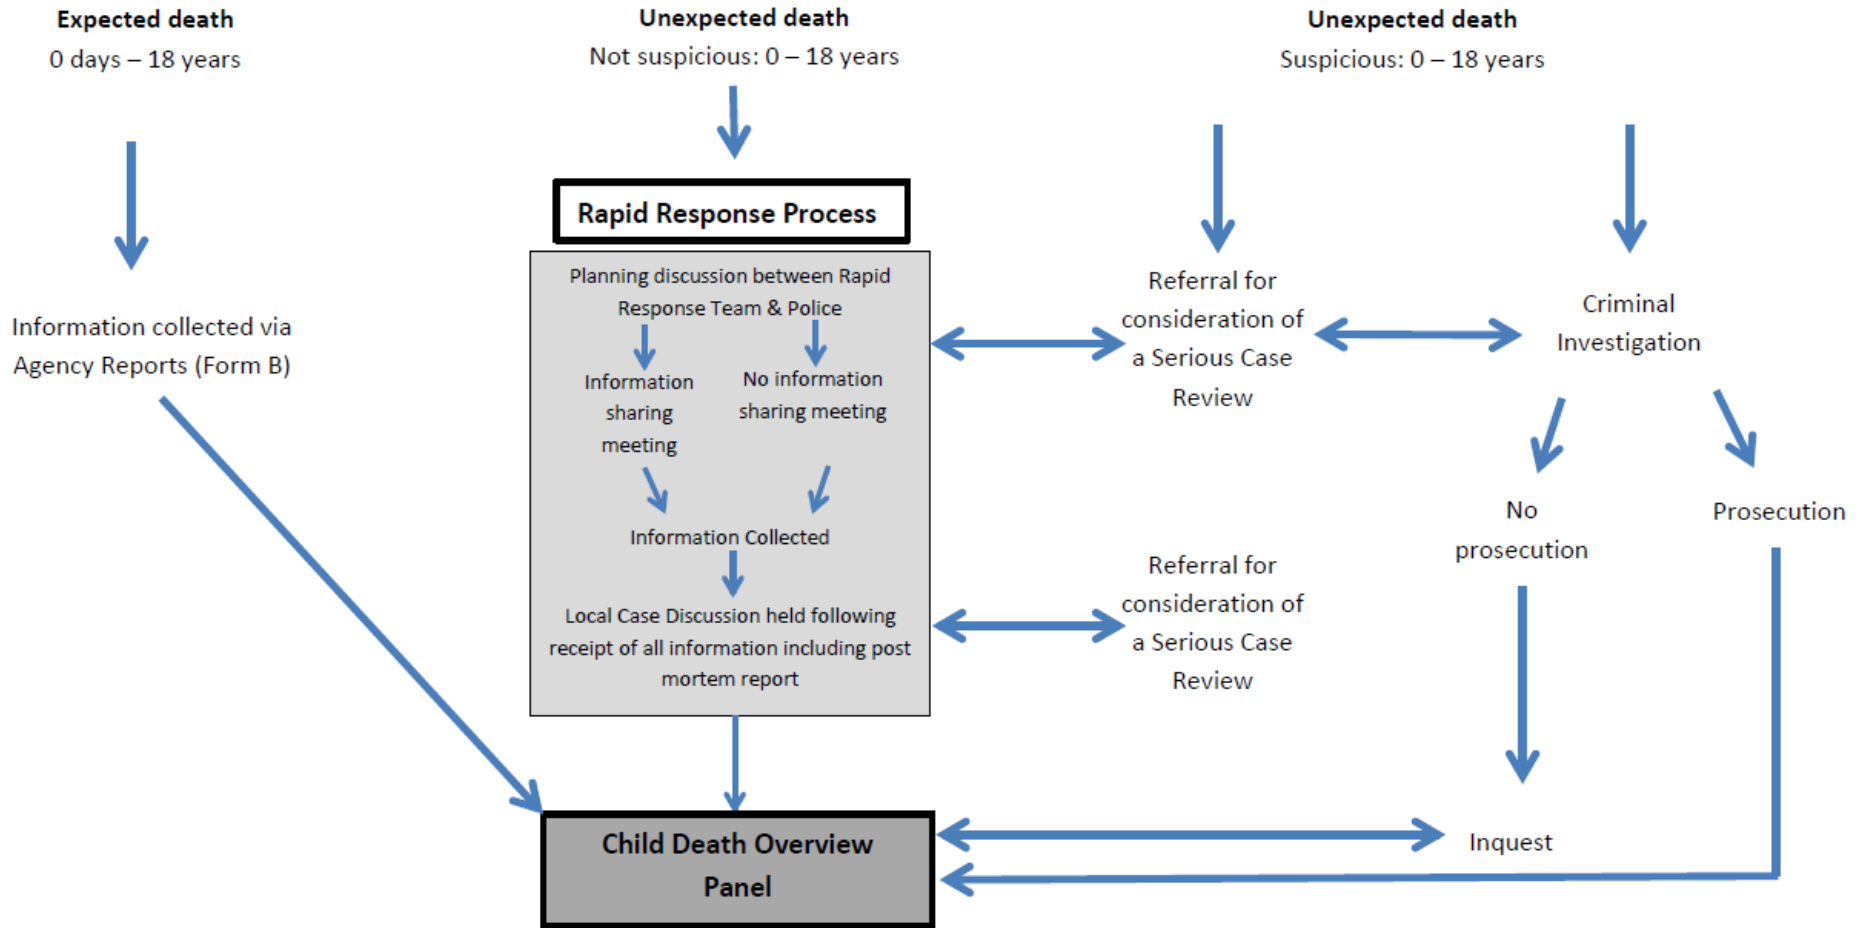 Expected death
0 days – 18 years
Unexpected death
Not suspicious: 0 – 18 years
Unexpected death
Suspicious: 0 – 18 years
Information collected via
Agency Reports (Form B)
Rapid Response Process
Planning discussion between Rapid
Response Team & Police
Information
sharing
meeting
No information
sharing meeting
Information Collected
Local Case Discussion held following
receipt of all information including post
mortem report
Referral for
consideration of
a Serious Case
Review
Criminal
Investigation
Referral for
consideration of
a Serious Case
Review
No
prosecution
Prosecution
Child Death Overview
Panel
Inquest